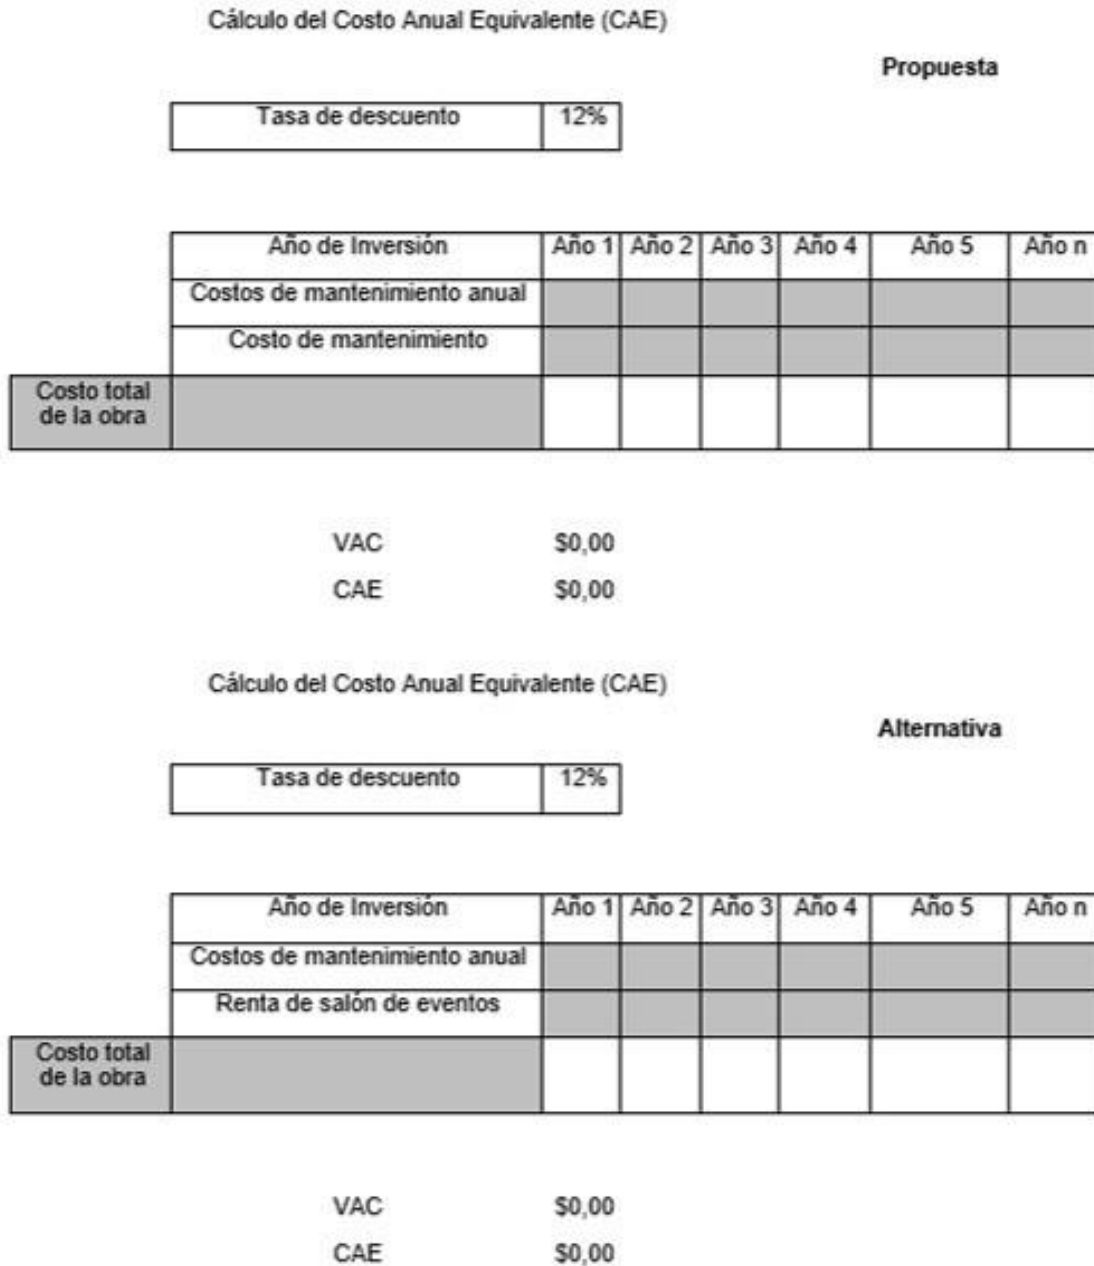 Cálculo del Costo Anual Equivalente (CAE)
Propuesta
Tasa de descuento 12%
Año de Inversión Año 1 Año 2 Año 3 Año 4 Año 5 Año n
Costos de mantenimiento anual
Costo de mantenimiento
Costo total
de la obra
VAC $0,00
CAE $0,00
Cálculo del Costo Anual Equivalente (CAE)
Alternativa
Tasa de descuento 12%
Año de Inversión Año 1 Año 2 Año 3 Año 4 Año 5 Año n
Costos de mantenimiento anual
Renta de salón de eventos
Costo total
de la obra
VAC $0,00
CAE $0,00